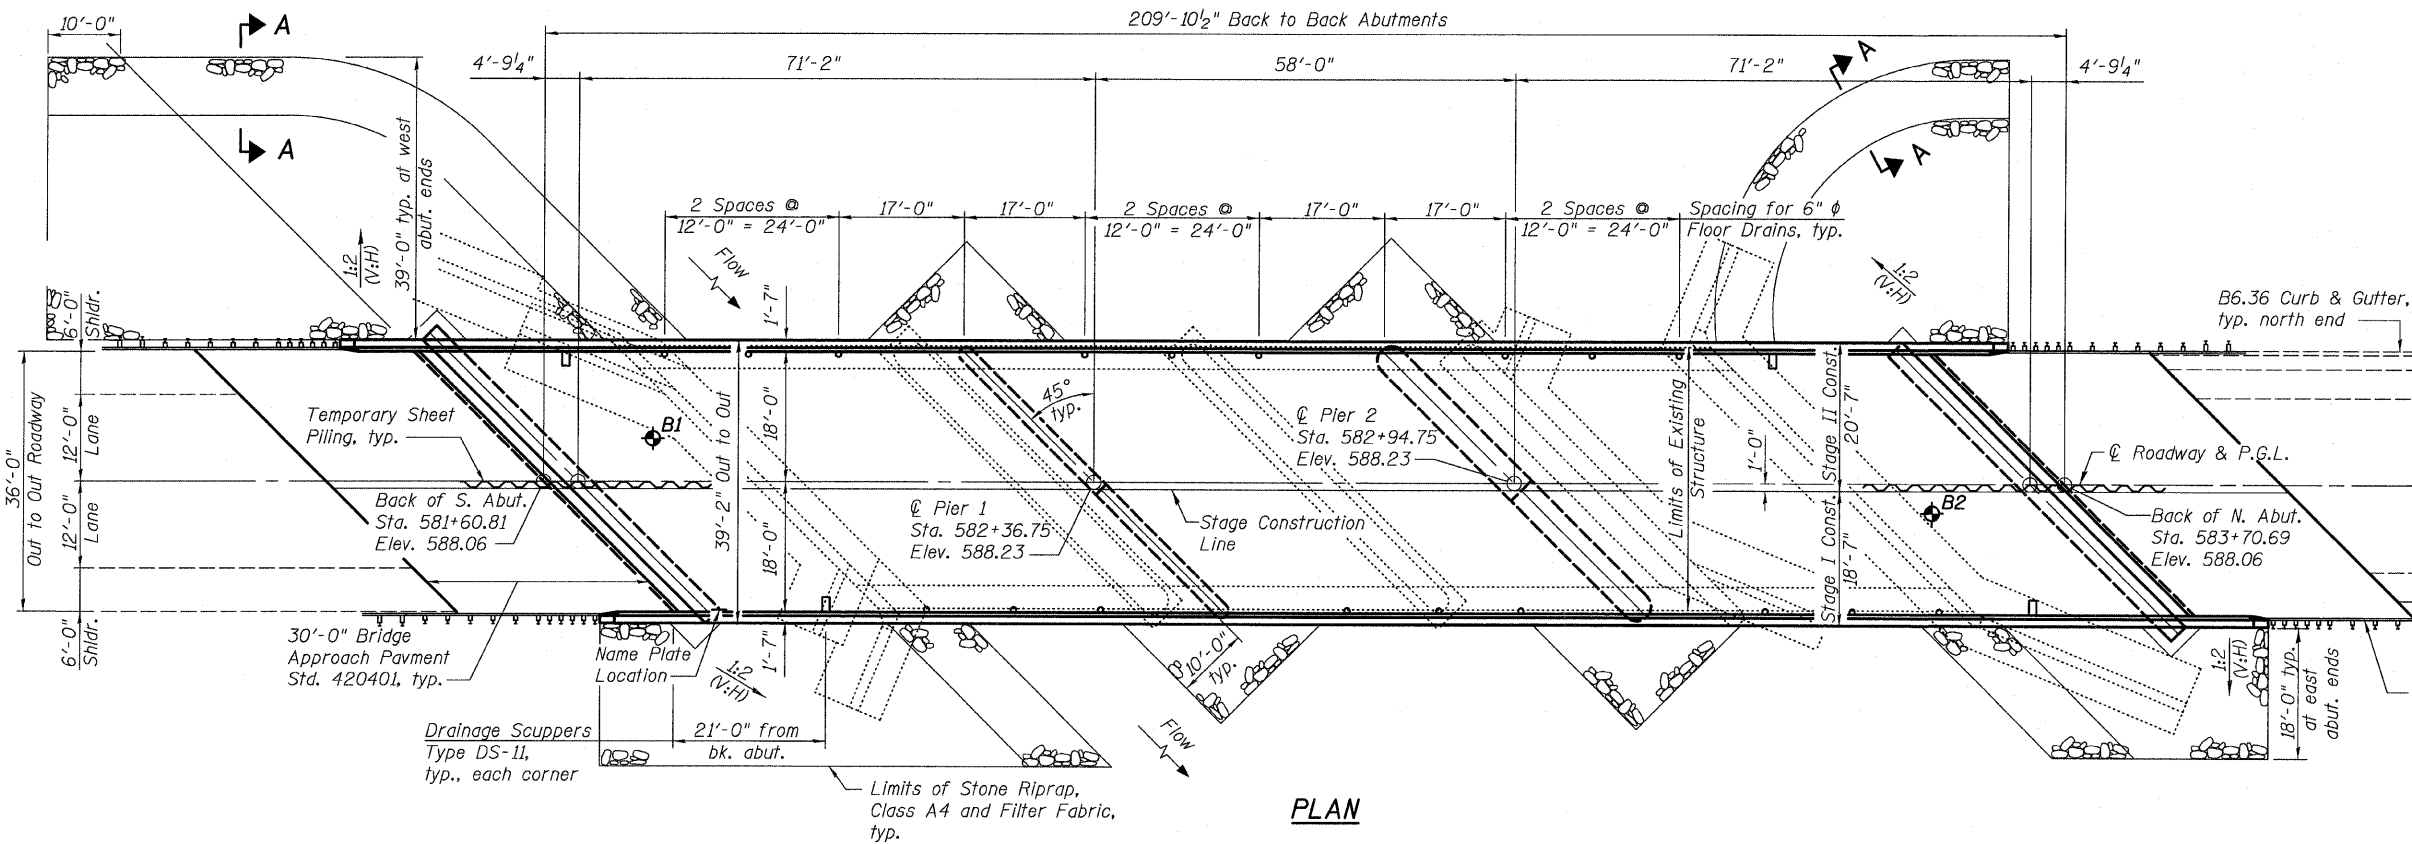 209'-10½" Back to Back Abutments
10'-0"
A
A
4'-9¼"
71'-2"
58'-0"
71'-2"
4'-9¼"
A
A
39'-0" typ. at west
abut. ends
1:2
(V:H)
2 Spaces @
12'-0" = 24'-0"
17'-0"
17'-0"
2 Spaces @
12'-0" = 24'-0"
17'-0"
17'-0"
2 Spaces @
12'-0" = 24'-0"
Spacing for 6" ϕ
Floor Drains, typ.
Flow
1'-7"
1:2
(V:H)
B6.36 Curb & Gutter,
typ. north end
6'-0"
Shldr.
36'-0"
Out to Out Roadway
12'-0"
Lane
12'-0"
Lane
6'-0"
Shldr.
Temporary Sheet
Piling, typ.
B1
39'-2" Out to Out
18'-0"
18'-0"
45°
typ.
℄ Pier 2
Sta. 582+94.75
Elev. 588.23
Limits of Existing
Structure
1'-0"
Stage II Const.
20'-7"
Stage I Const.
18'-7"
℄ Roadway & P.G.L.
Back of S. Abut.
Sta. 581+60.81
Elev. 588.06
℄ Pier 1
Sta. 582+36.75
Elev. 588.23
Stage Construction
Line
B2
Back of N. Abut.
Sta. 583+70.69
Elev. 588.06
30'-0" Bridge
Approach Pavment
Std. 420401, typ.
Name Plate
Location
1:2
(V:H)
1'-7"
10'-0"
typ.
1:2
(V:H)
18'-0" typ.
at east
abut. ends
Drainage Scuppers
Type DS-11,
typ., each corner
21'-0" from
bk. abut.
Flow
Limits of Stone Riprap,
Class A4 and Filter Fabric,
typ.
PLAN